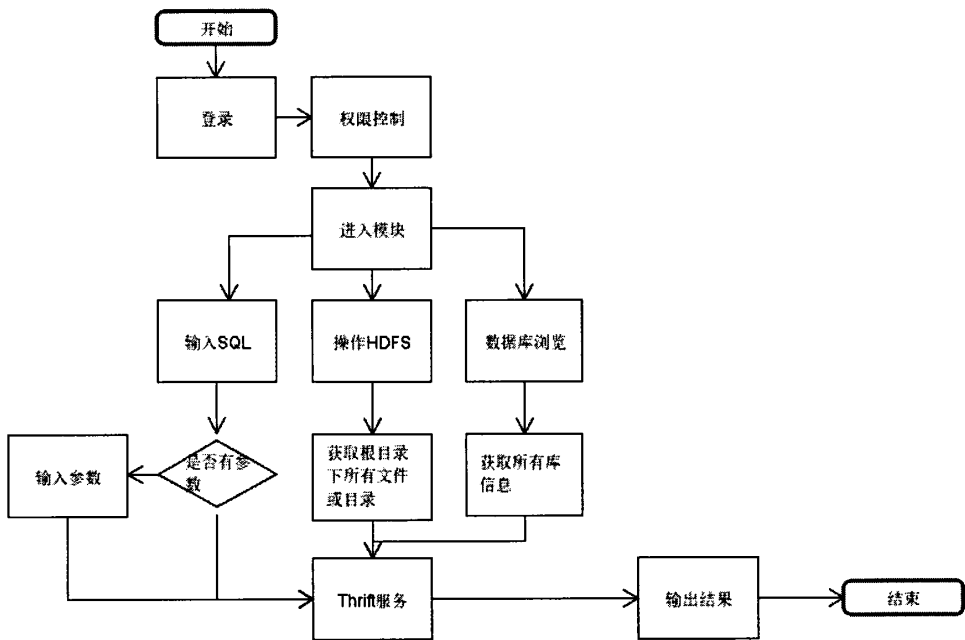 开始
登录
权限控制
进入模块
输入SQL
操作HDFS
数据库浏览
输入参数
是否有参
数
获取根目录
下所有文件
或目录
获取所有库
信息
Thrift服务
输出结果
结束